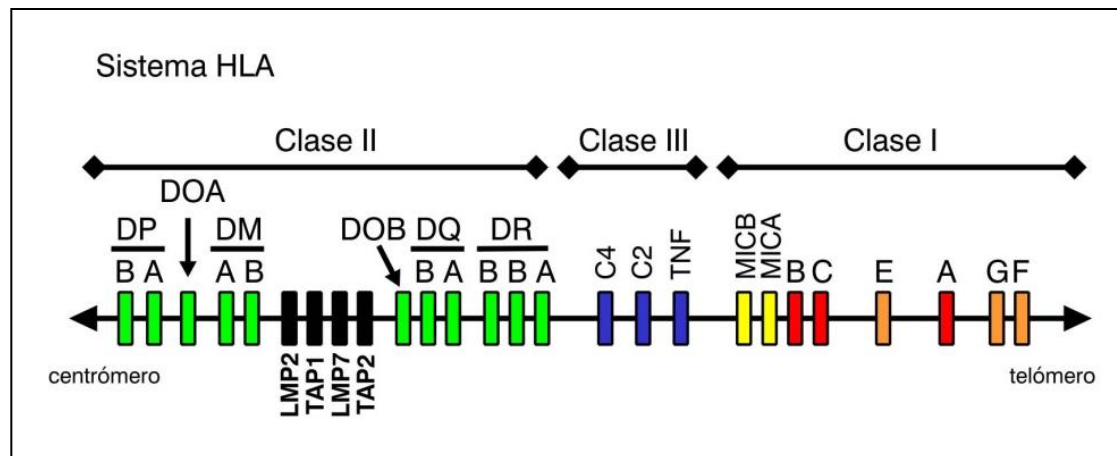 Sistema HLA
Clase II
Clase III
Clase I
DOA
DP
DM
DOB
DQ
DR
B A
A B
B A
B B A
C4
C2
TNF
MICB
MICA
B C
E
A
G F
centrómero
telómero
LMP2
TAP1
LMP7
TAP2